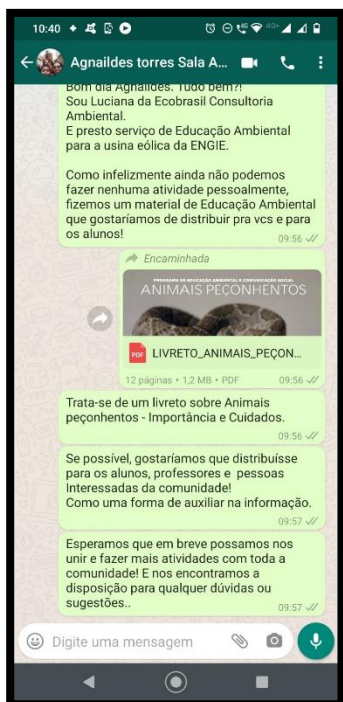 10:40
4G+
Agnaildes torres Sala A...
Bom dia Agnaildes. Tudo bem?!
Sou Luciana da Ecobrasil Consultoria
Ambiental.
E presto serviço de Educação Ambiental
para a usina eólica da ENGIE.
Como infelizmente ainda não podemos
fazer nenhuma atividade pessoalmente,
fizemos um material de Educação Ambiental
que gostaríamos de distribuir pra vcs e para
os alunos!
09:56
Encaminhada
PROGRAMA DE EDUCAÇÃO AMBIENTAL E COMUNICAÇÃO SOCIAL
ANIMAIS PEÇONHENTOS
PDF
LIVRETO_ANIMAIS_PEÇON...
12 páginas • 1,2 MB • PDF
09:56
Trata-se de um livreto sobre Animais
peçonhentos - Importância e Cuidados.
09:56
Se possível, gostaríamos que distribuísse
para os alunos, professores e pessoas
Interessadas da comunidade!
Como uma forma de auxiliar na informação.
09:57
Esperamos que em breve possamos nos
unir e fazer mais atividades com toda a
comunidade! E nos encontramos a
disposição para qualquer dúvidas ou
sugestões..
09:57
Digite uma mensagem